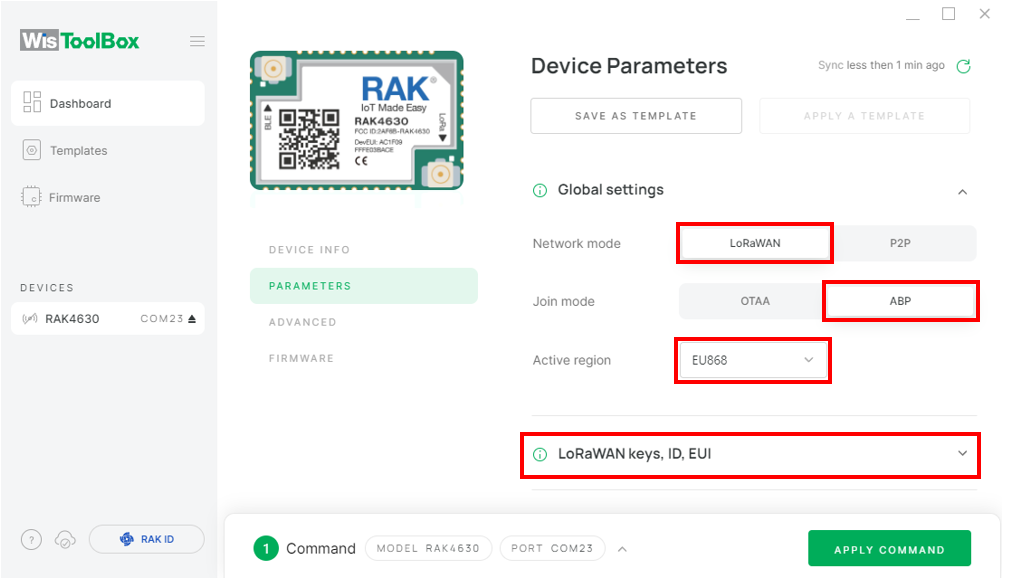 WisToolBox
Dashboard
Templates
Firmware
DEVICES
RAK4630 COM23
? RAK ID
RAK®
IoT Made Easy
RAK4630
FCC ID:2AF6B-RAK4630
DevEUI: AC1F09
FFFE03BACE
CE
BLE
LoRa
DEVICE INFO
PARAMETERS
ADVANCED
FIRMWARE
Device Parameters
Sync less then 1 min ago
SAVE AS TEMPLATE
APPLY A TEMPLATE
Global settings
Network mode LoRaWAN P2P
Join mode OTAA ABP
Active region EU868
LoRaWAN keys, ID, EUI
1 Command MODEL RAK4630 PORT COM23
APPLY COMMAND